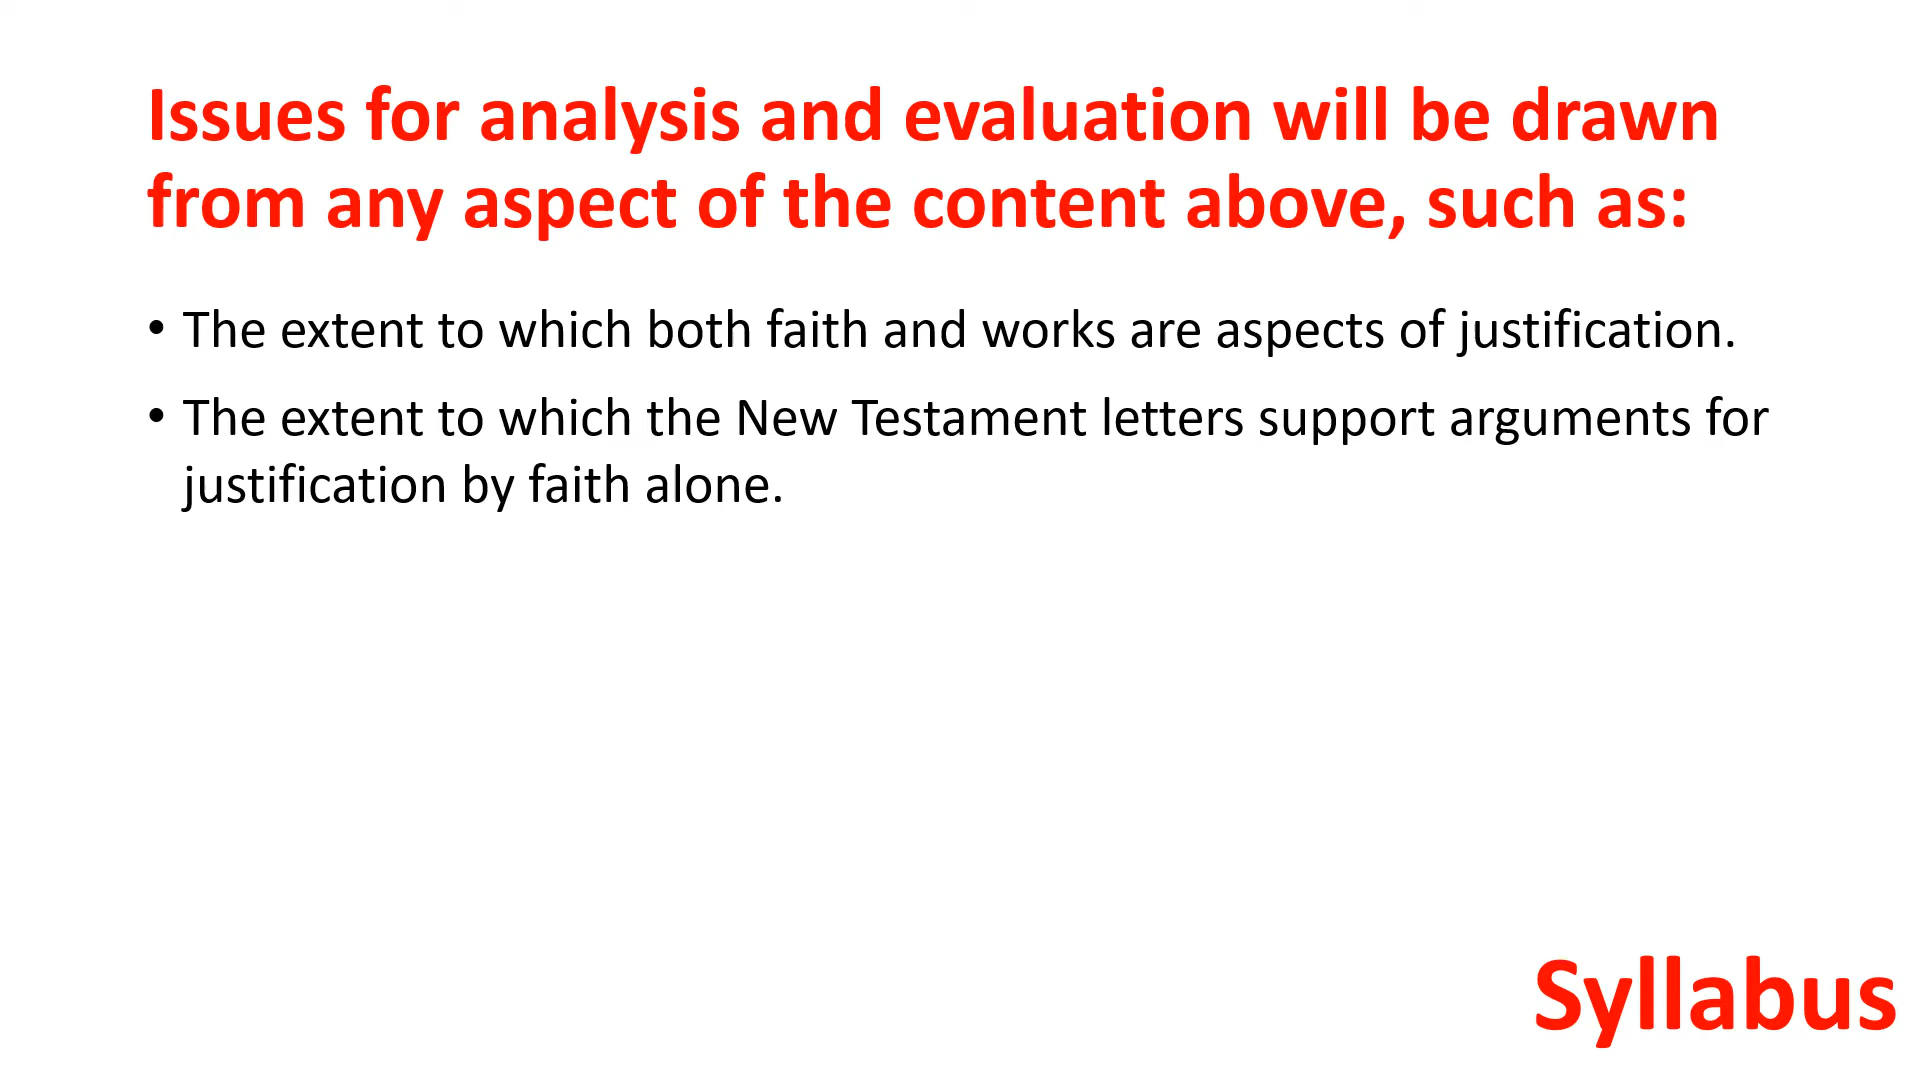 Issues for analysis and evaluation will be drawn
from any aspect of the content above, such as:
• The extent to which both faith and works are aspects of justification.
• The extent to which the New Testament letters support arguments for
justification by faith alone.
Syllabus